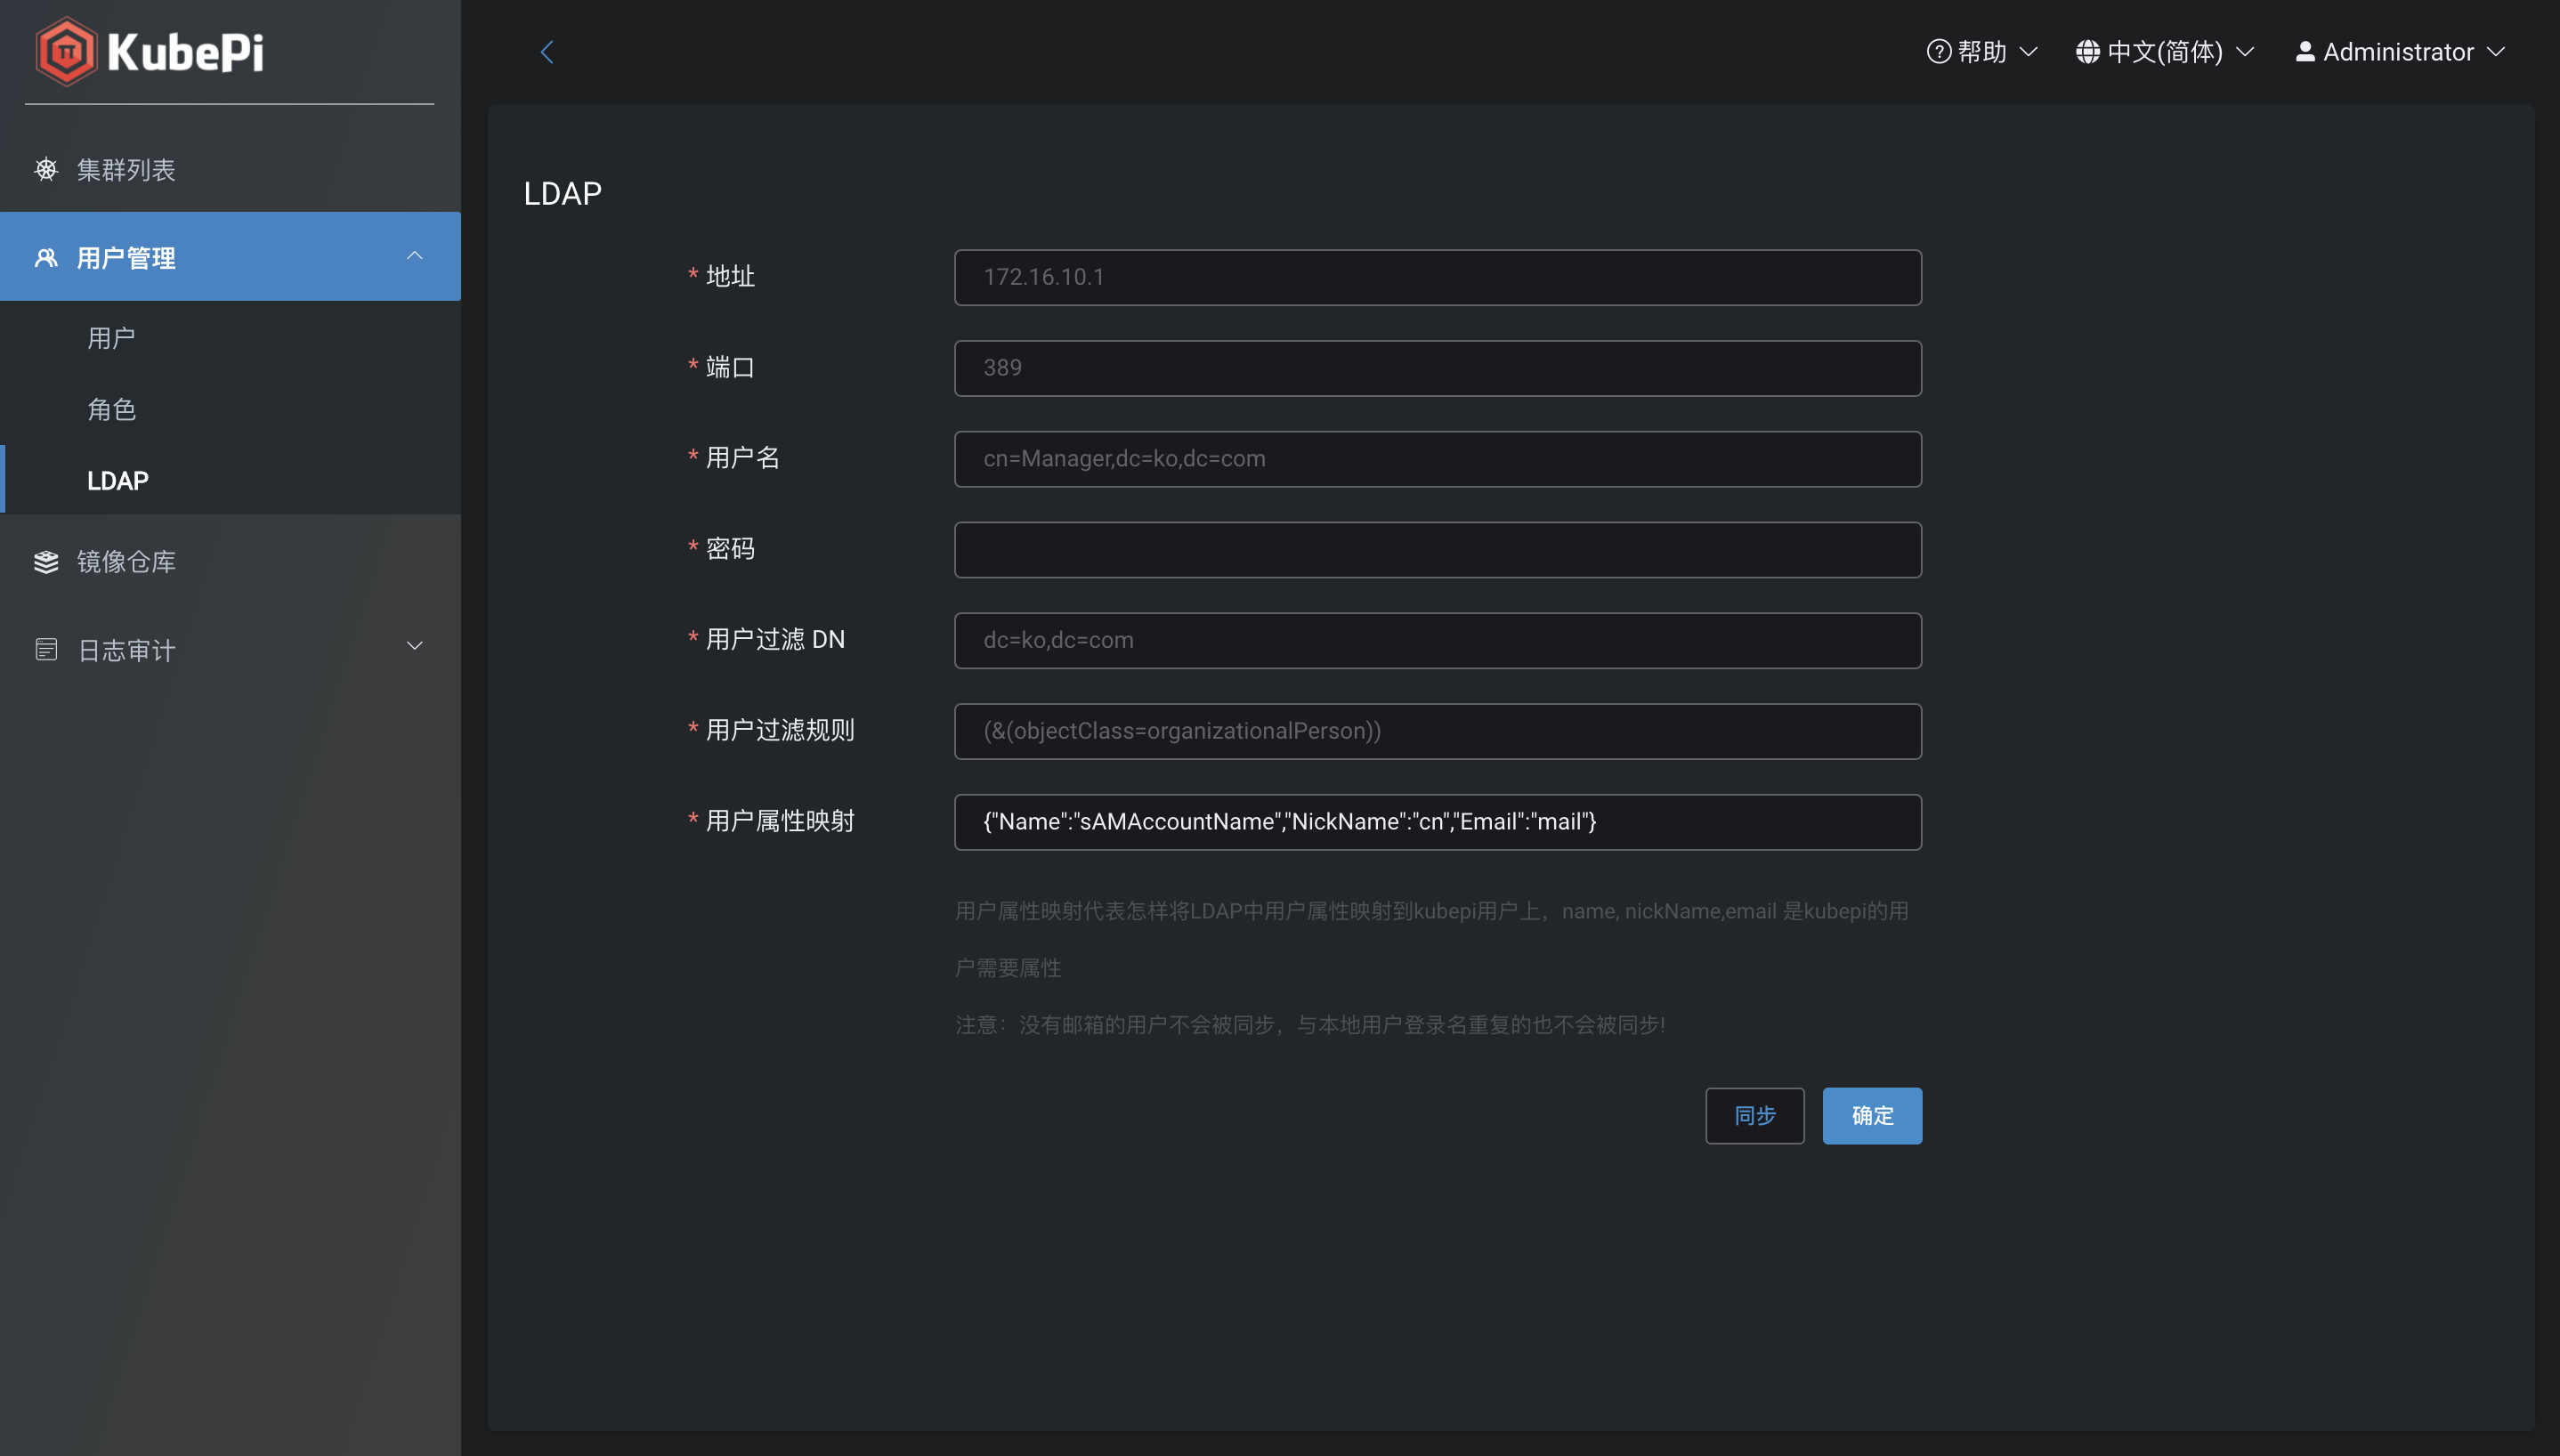 KubePi
帮助
中文(简体)
Administrator
集群列表
用户管理
用户
角色
LDAP
镜像仓库
日志审计
LDAP
* 地址
172.16.10.1
* 端口
389
* 用户名
cn=Manager,dc=ko,dc=com
* 密码
* 用户过滤 DN
dc=ko,dc=com
* 用户过滤规则
(&(objectClass=organizationalPerson))
* 用户属性映射
{"Name":"sAMAccountName","NickName":"cn","Email":"mail"}
用户属性映射代表怎样将LDAP中用户属性映射到kubepi用户上，name, nickName,email 是kubepi的用
户需要属性
注意：没有邮箱的用户不会被同步，与本地用户登录名重复的也不会被同步!
同步
确定